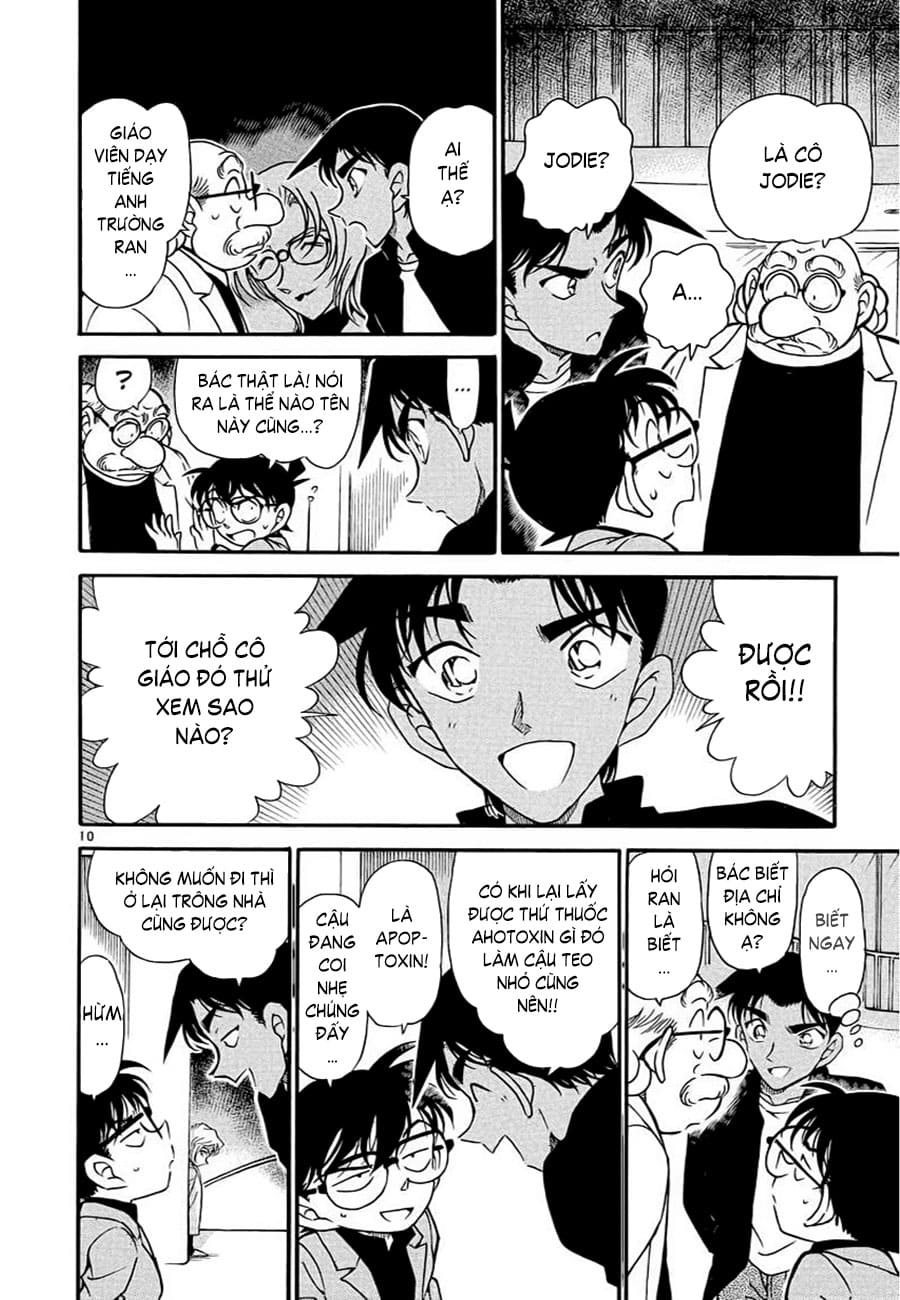 LÀ CÔ
JODIE?
JODIE?
A...
AI
THẾ
Ạ?
GIÁO
VIÊN DẠY
TIẾNG
ANH
TRƯỜNG
RAN
...
...
BÁC THẬT LÀ! NÓI
RA LÀ THỂ NÀO TÊN
NÀY CŨNG...?
?
ĐƯỢC
RỒI!!
TỚI CHỖ CÔ
GIÁO ĐÓ THỬ
XEM SAO
NÀO?
10
BIẾT
NGAY
...
BÁC BIẾT
ĐỊA CHỈ
KHÔNG
Ạ?
HỎI
RAN
LÀ
BIẾT
...
CÓ KHI LẠI LẤY
ĐƯỢC THỨ THUỐC
AHOTOXIN GÌ ĐÓ
LÀM CẬU TEO
NHỎ CŨNG
NÊN!!
LÀ
APOP-
TOXIN!
CẬU
ĐANG
COI
NHẸ
CHÚNG
ĐẤY
...
KHÔNG MUỐN ĐI THÌ
Ở LẠI TRÔNG NHÀ
CŨNG ĐƯỢC?
HỪM
...